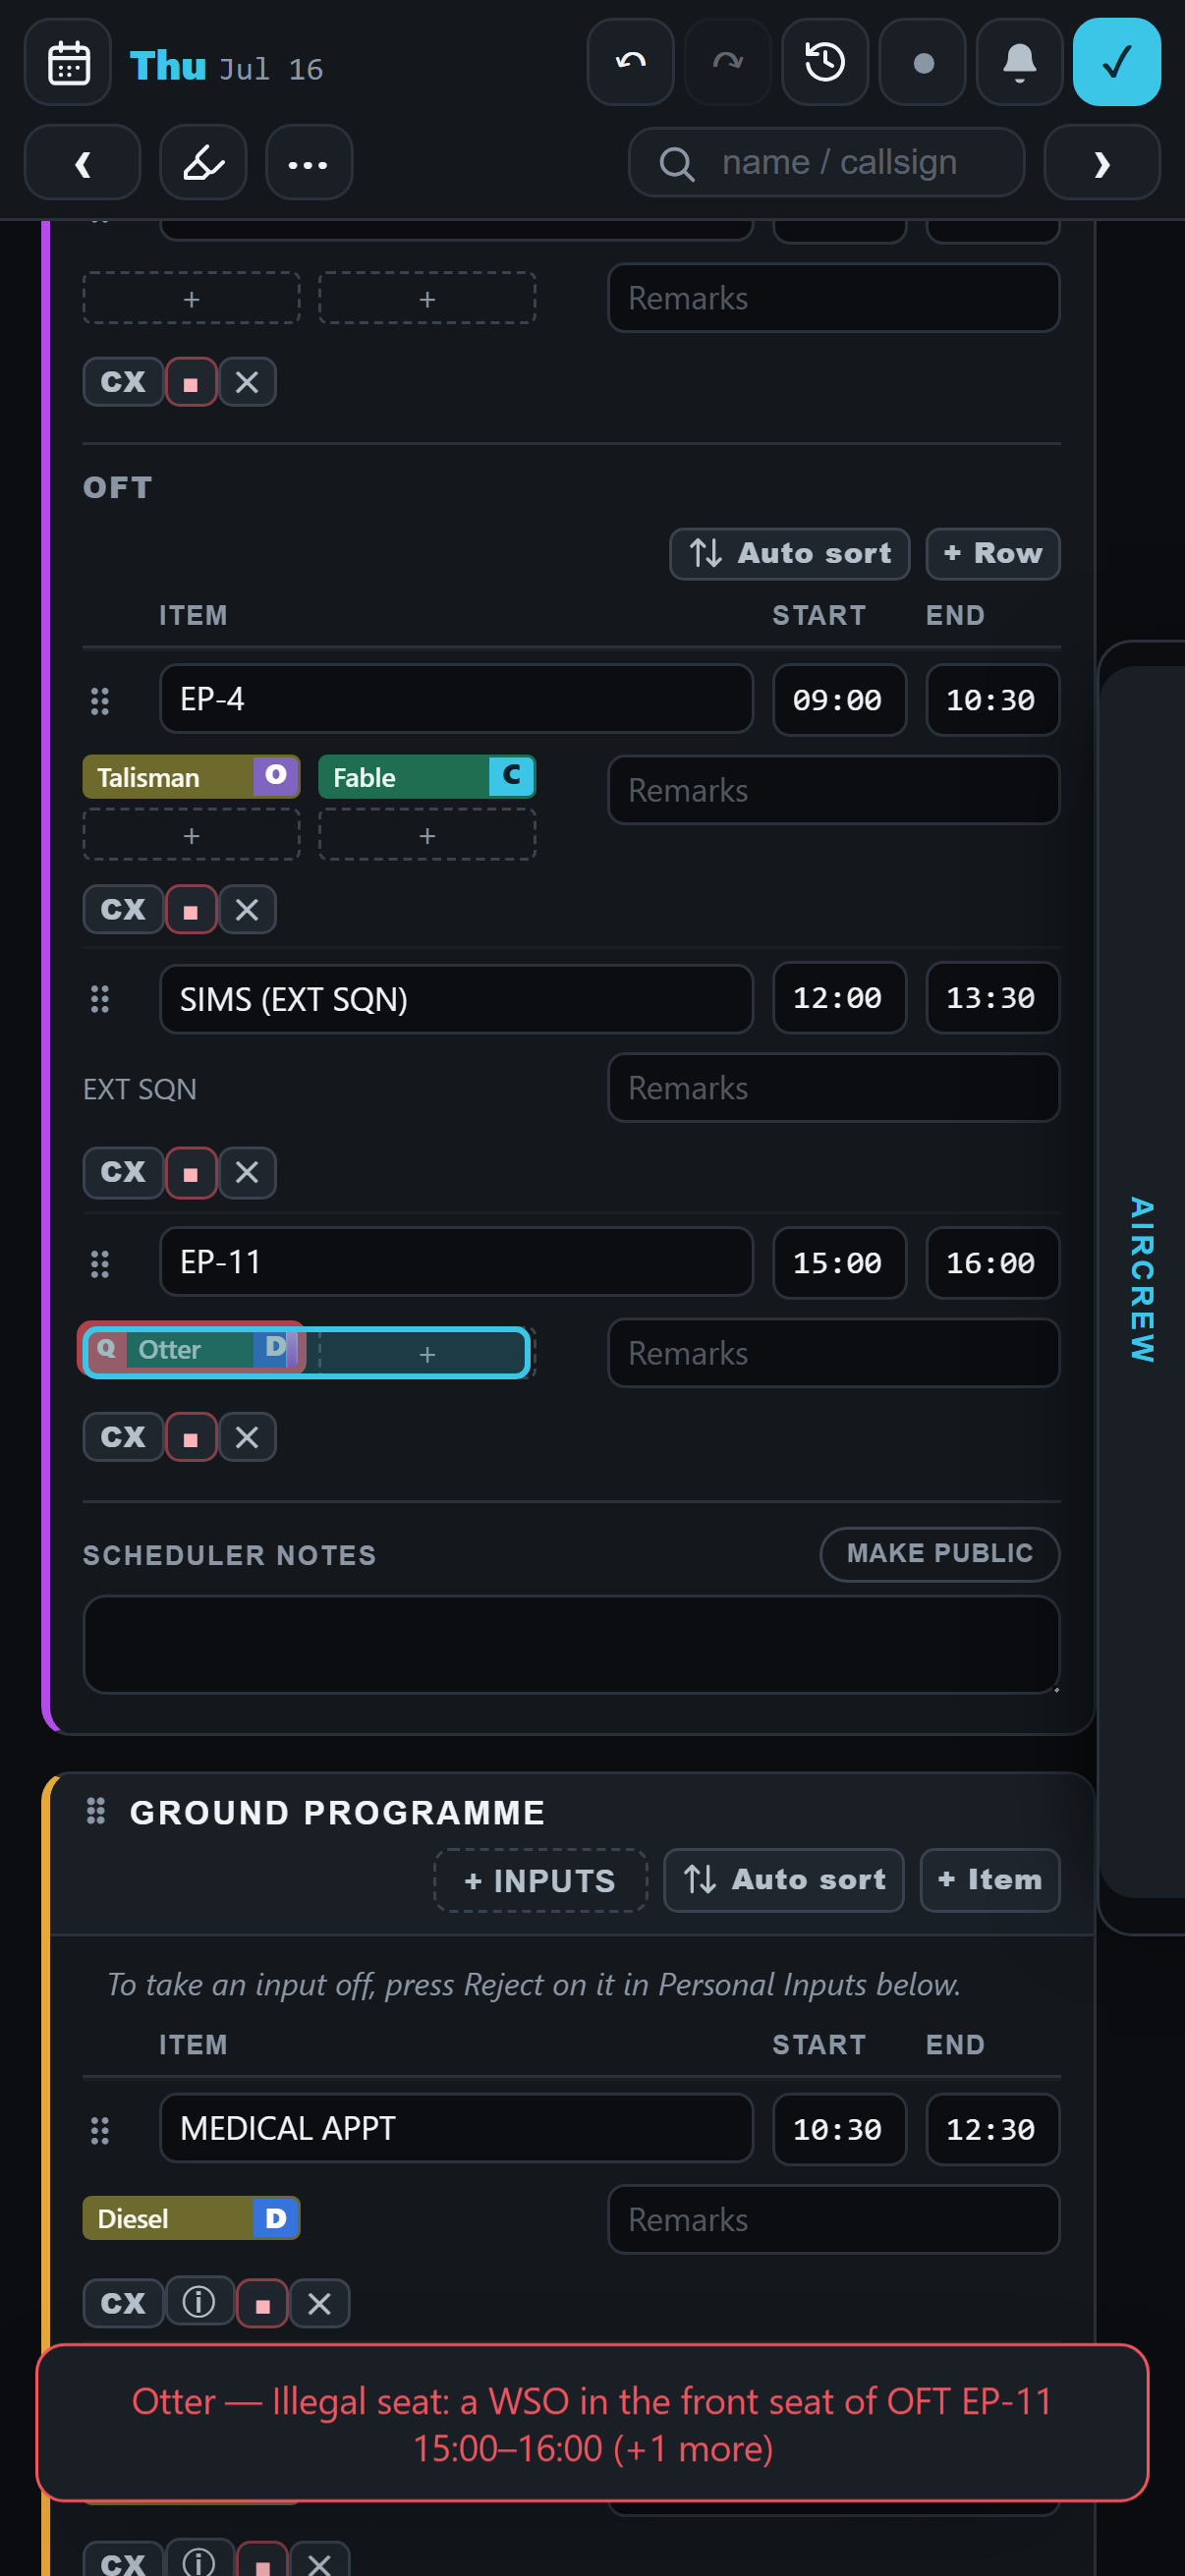 Thu Jul 16
name / callsign
+ + Remarks
CX
OFT
Auto sort + Row
ITEM START END
EP-4 09:00 10:30
Talisman O Fable C Remarks
+ +
CX
SIMS (EXT SQN) 12:00 13:30
EXT SQN Remarks
CX
EP-11 15:00 16:00
Q Otter D + Remarks
CX
SCHEDULER NOTES MAKE PUBLIC
AIRCREW
GROUND PROGRAMME
+ INPUTS Auto sort + Item
To take an input off, press Reject on it in Personal Inputs below.
ITEM START END
MEDICAL APPT 10:30 12:30
Diesel D Remarks
CX
Otter — Illegal seat: a WSO in the front seat of OFT EP-11
15:00–16:00 (+1 more)
CX